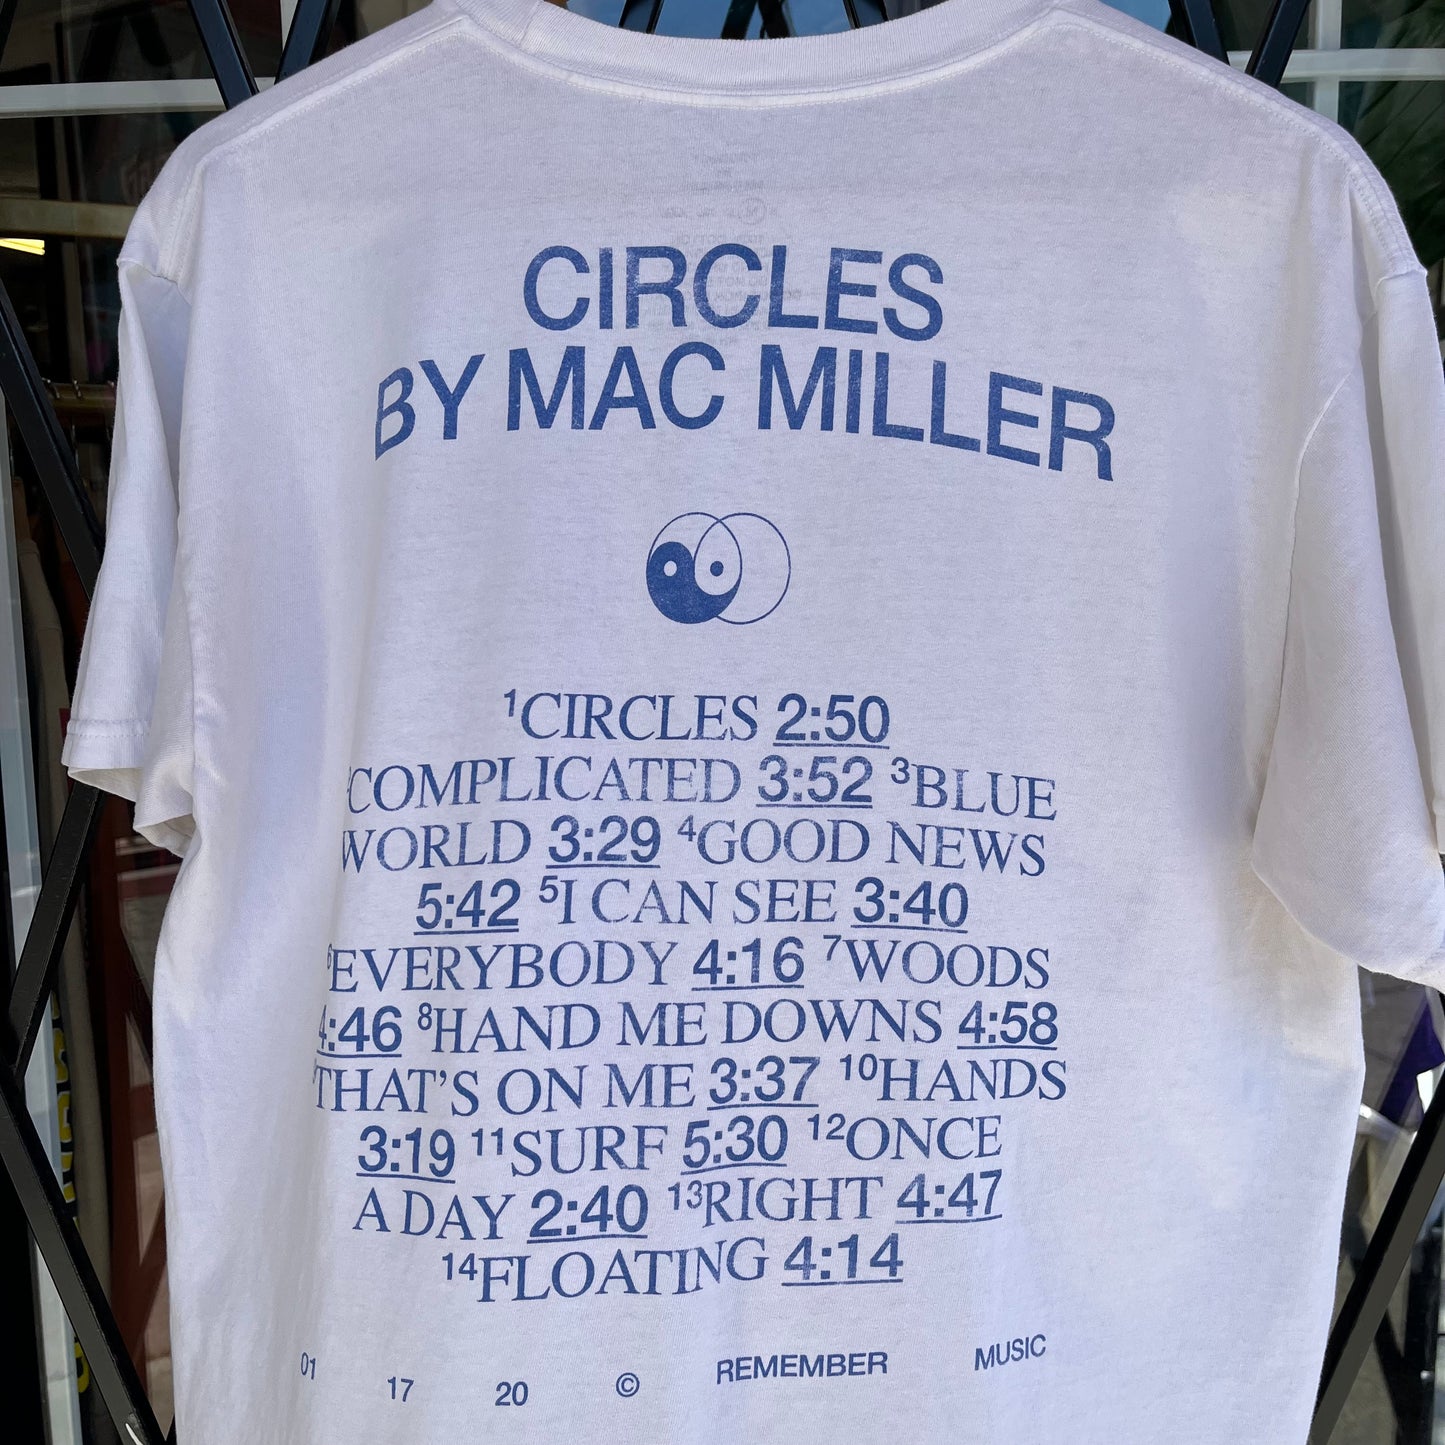 CIRCLES
BY MAC MILLER
1CIRCLES 2:50
COMPLICATED 3:52 3BLUE
WORLD 3:29 4GOOD NEWS
5:42 5I CAN SEE 3:40
6EVERYBODY 4:16 7WOODS
4:46 8HAND ME DOWNS 4:58
THAT'S ON ME 3:37 10HANDS
3:19 11SURF 5:30 12ONCE
A DAY 2:40 13RIGHT 4:47
14FLOATING 4:14
01 17 20 © REMEMBER MUSIC